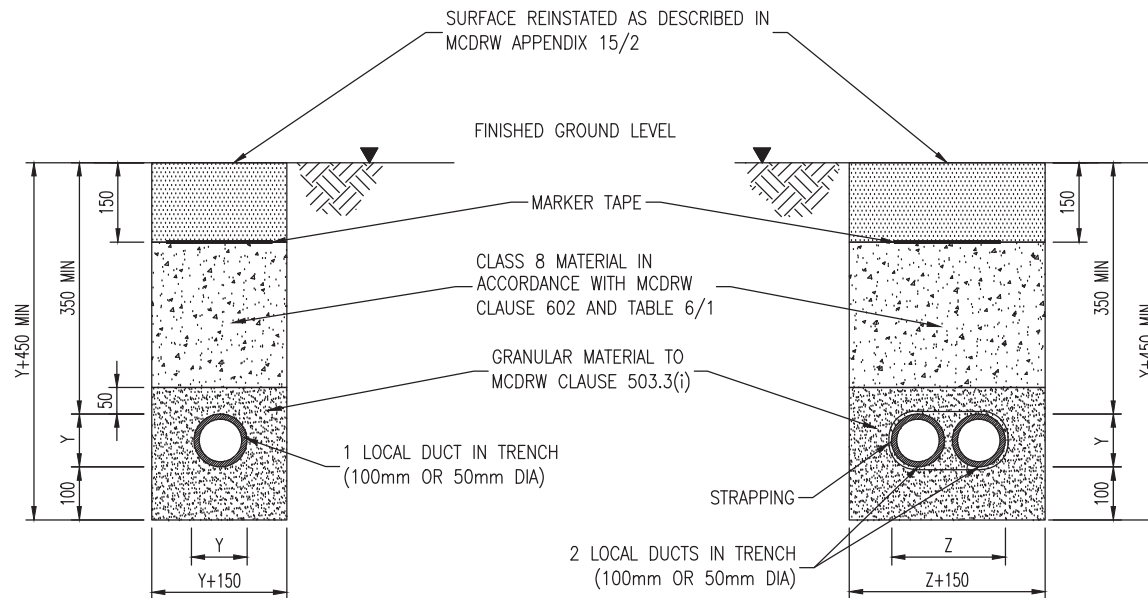 SURFACE REINSTATED AS DESCRIBED IN
MCDRW APPENDIX 15/2
FINISHED GROUND LEVEL
MARKER TAPE
CLASS 8 MATERIAL IN
ACCORDANCE WITH MCDRW
CLAUSE 602 AND TABLE 6/1
GRANULAR MATERIAL TO
MCDRW CLAUSE 503.3(i)
1 LOCAL DUCT IN TRENCH
(100mm OR 50mm DIA)
STRAPPING
2 LOCAL DUCTS IN TRENCH
(100mm OR 50mm DIA)
Y+450 MIN
350 MIN
150
50
Y
100
Y
Y+150
150
350 MIN
Y+450 MIN
Y
100
Z
Z+150